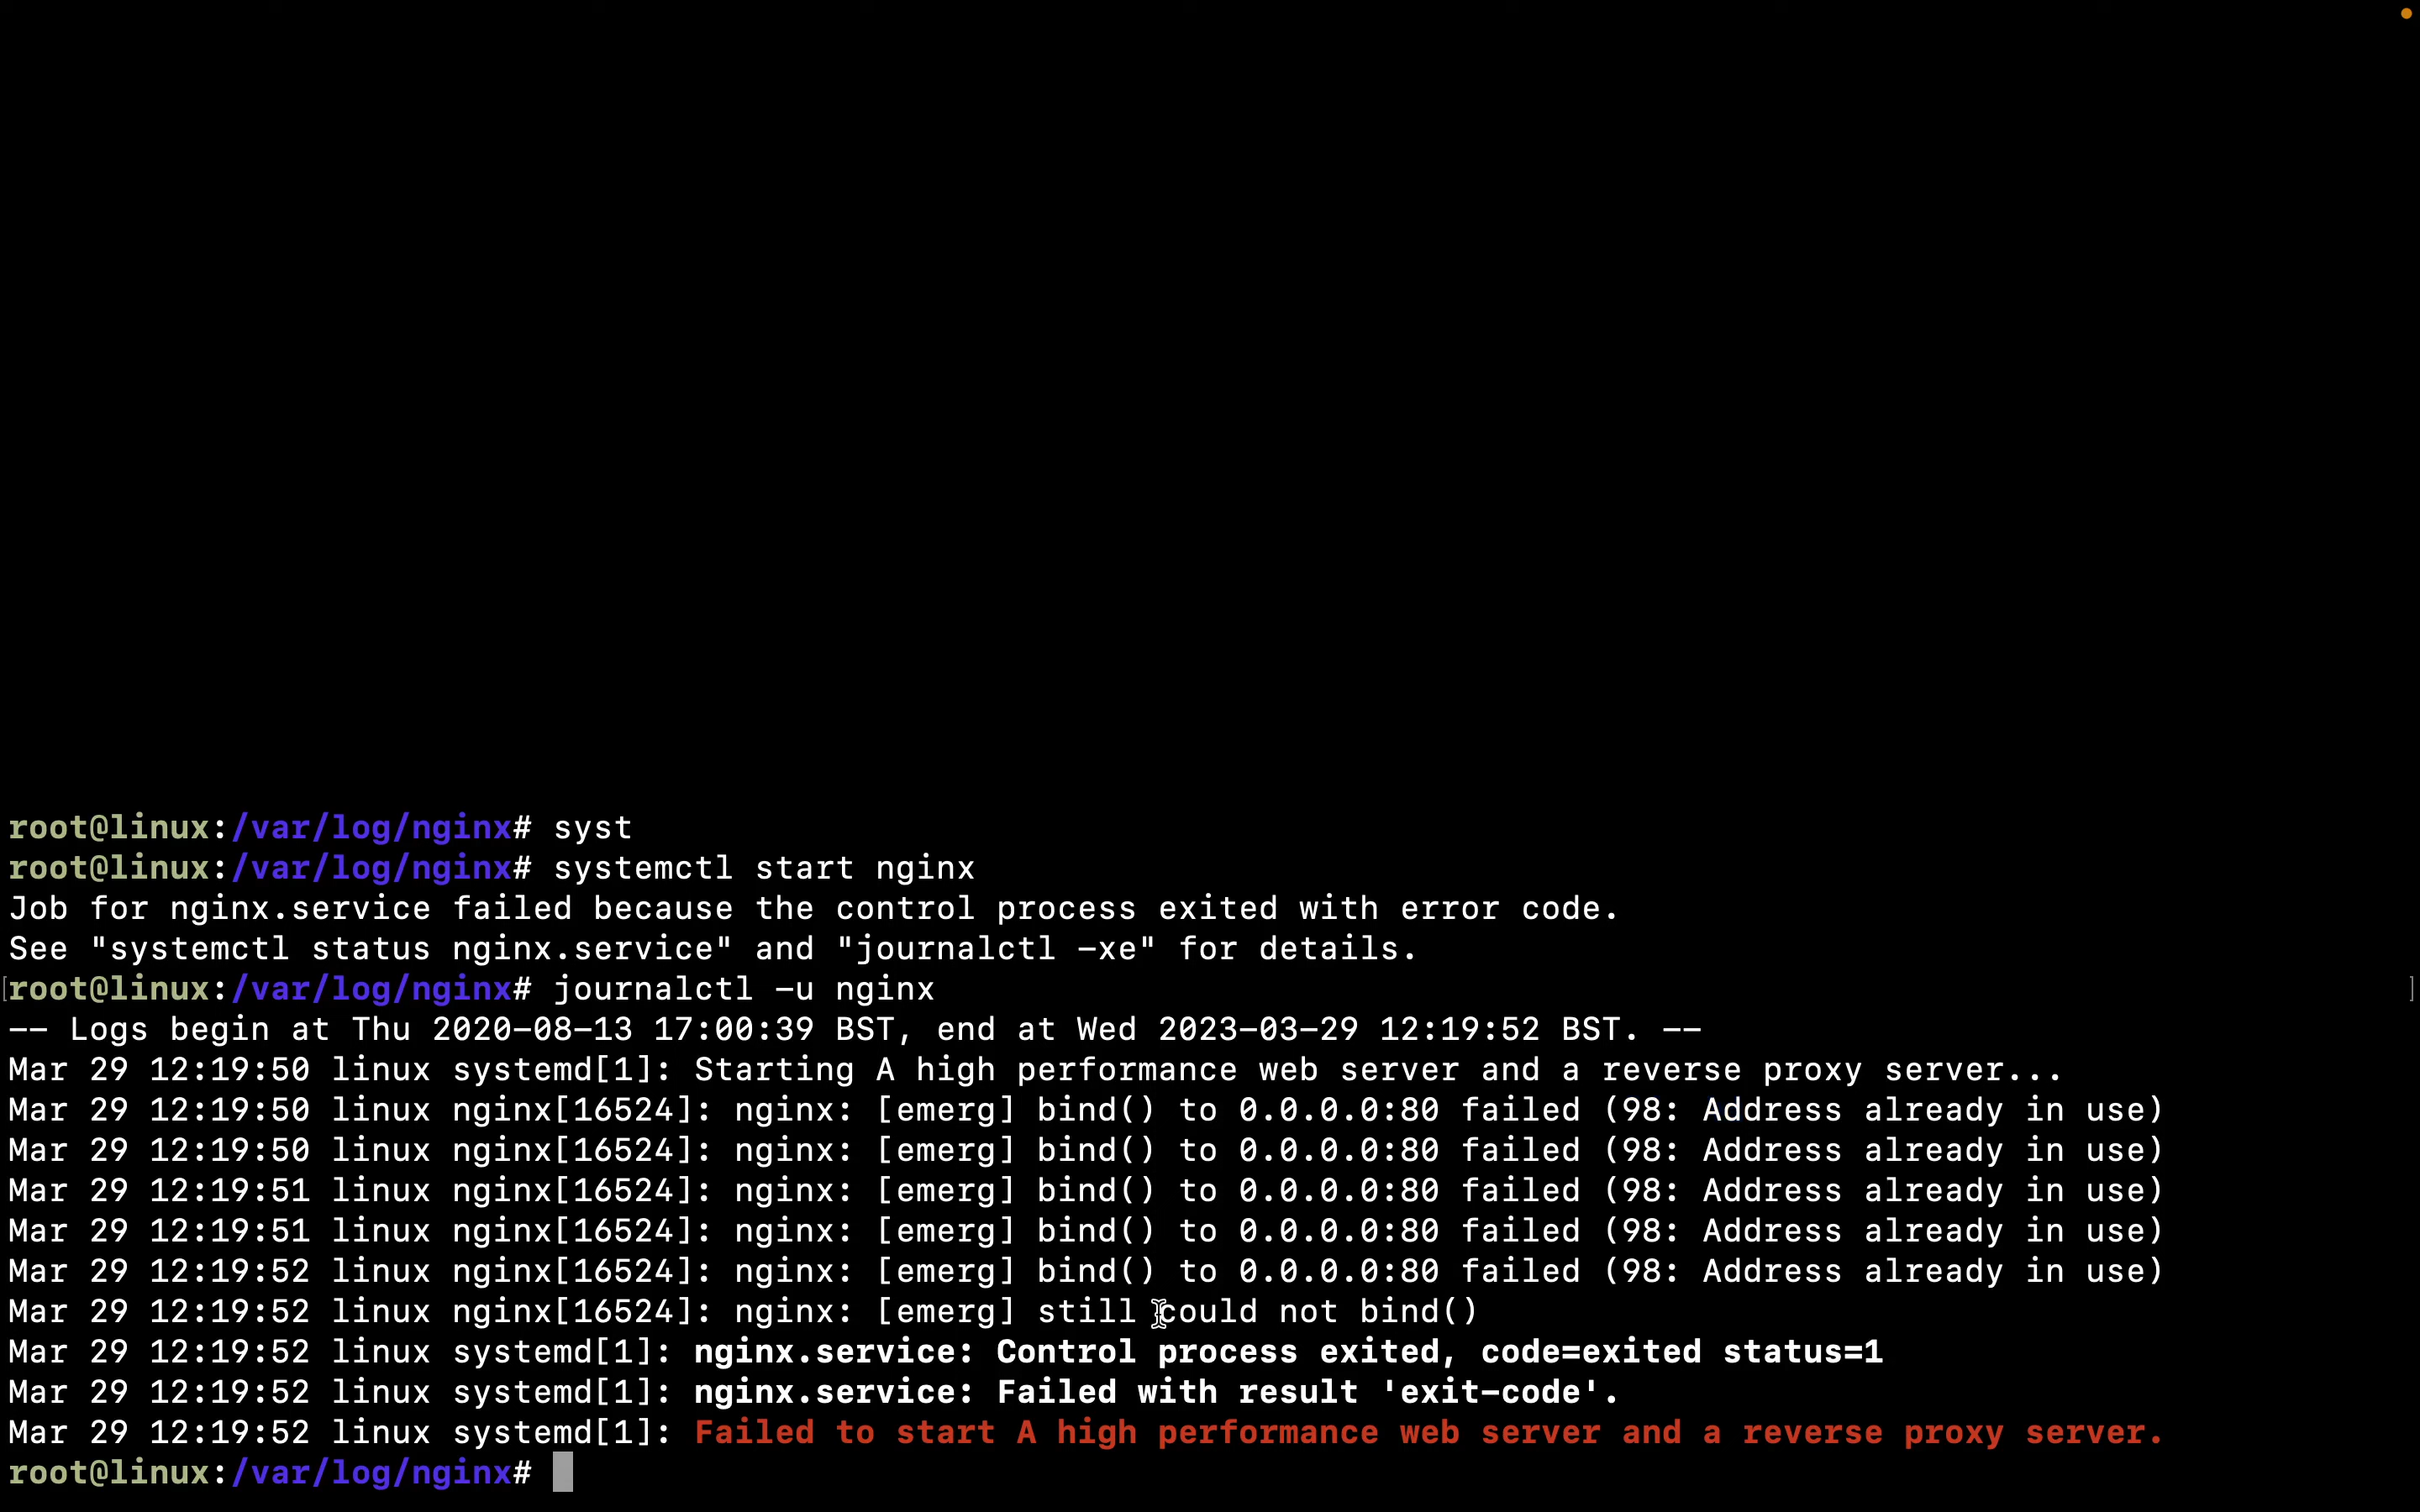 root@linux:/var/log/nginx# syst
root@linux:/var/log/nginx# systemctl start nginx
Job for nginx.service failed because the control process exited with error code.
See "systemctl status nginx.service" and "journalctl -xe" for details.
[root@linux:/var/log/nginx# journalctl -u nginx ]
-- Logs begin at Thu 2020-08-13 17:00:39 BST, end at Wed 2023-03-29 12:19:52 BST. --
Mar 29 12:19:50 linux systemd[1]: Starting A high performance web server and a reverse proxy server...
Mar 29 12:19:50 linux nginx[16524]: nginx: [emerg] bind() to 0.0.0.0:80 failed (98: Address already in use)
Mar 29 12:19:50 linux nginx[16524]: nginx: [emerg] bind() to 0.0.0.0:80 failed (98: Address already in use)
Mar 29 12:19:51 linux nginx[16524]: nginx: [emerg] bind() to 0.0.0.0:80 failed (98: Address already in use)
Mar 29 12:19:51 linux nginx[16524]: nginx: [emerg] bind() to 0.0.0.0:80 failed (98: Address already in use)
Mar 29 12:19:52 linux nginx[16524]: nginx: [emerg] bind() to 0.0.0.0:80 failed (98: Address already in use)
Mar 29 12:19:52 linux nginx[16524]: nginx: [emerg] still could not bind()
Mar 29 12:19:52 linux systemd[1]: nginx.service: Control process exited, code=exited status=1
Mar 29 12:19:52 linux systemd[1]: nginx.service: Failed with result 'exit-code'.
Mar 29 12:19:52 linux systemd[1]: Failed to start A high performance web server and a reverse proxy server.
root@linux:/var/log/nginx#